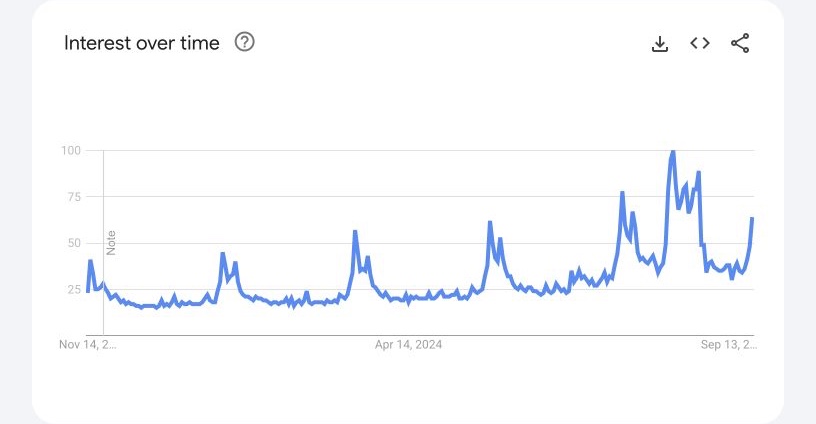 Interest over time ?
100
75
50
25
Note
Nov 14, 2...
Apr 14, 2024
Sep 13, 2...